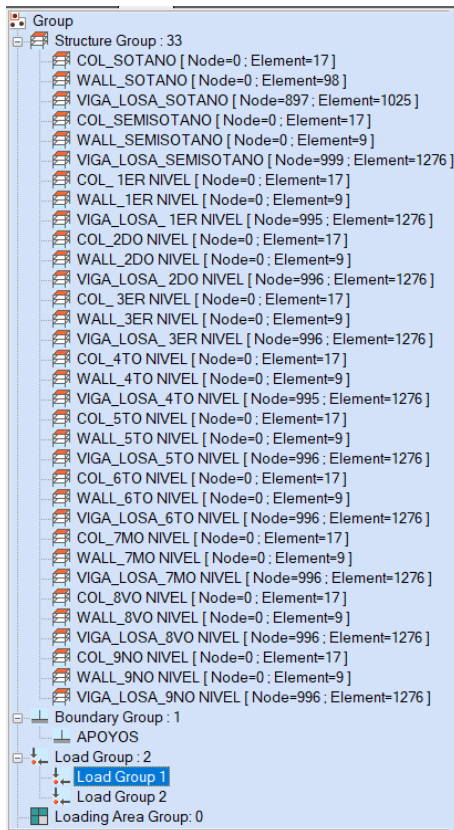 Group
Structure Group : 33
COL_SOTANO [ Node=0 ; Element=17 ]
WALL_SOTANO [ Node=0 ; Element=98 ]
VIGA_LOSA_SOTANO [ Node=897 ; Element=1025 ]
COL_SEMISOTANO [ Node=0 ; Element=17 ]
WALL_SEMISOTANO [ Node=0 ; Element=9 ]
VIGA_LOSA_SEMISOTANO [ Node=999 ; Element=1276 ]
COL_ 1ER NIVEL [ Node=0 ; Element=17 ]
WALL_1ER NIVEL [ Node=0 ; Element=9 ]
VIGA_LOSA_ 1ER NIVEL [ Node=995 ; Element=1276 ]
COL_2DO NIVEL [ Node=0 ; Element=17 ]
WALL_2DO NIVEL [ Node=0 ; Element=9 ]
VIGA_LOSA_ 2DO NIVEL [ Node=996 ; Element=1276 ]
COL_3ER NIVEL [ Node=0 ; Element=17 ]
WALL_3ER NIVEL [ Node=0 ; Element=9 ]
VIGA_LOSA_ 3ER NIVEL [ Node=996 ; Element=1276 ]
COL_4TO NIVEL [ Node=0 ; Element=17 ]
WALL_4TO NIVEL [ Node=0 ; Element=9 ]
VIGA_LOSA_4TO NIVEL [ Node=995 ; Element=1276 ]
COL_5TO NIVEL [ Node=0 ; Element=17 ]
WALL_5TO NIVEL [ Node=0 ; Element=9 ]
VIGA_LOSA_5TO NIVEL [ Node=996 ; Element=1276 ]
COL_6TO NIVEL [ Node=0 ; Element=17 ]
WALL_6TO NIVEL [ Node=0 ; Element=9 ]
VIGA_LOSA_6TO NIVEL [ Node=996 ; Element=1276 ]
COL_7MO NIVEL [ Node=0 ; Element=17 ]
WALL_7MO NIVEL [ Node=0 ; Element=9 ]
VIGA_LOSA_7MO NIVEL [ Node=996 ; Element=1276 ]
COL_8VO NIVEL [ Node=0 ; Element=17 ]
WALL_8VO NIVEL [ Node=0 ; Element=9 ]
VIGA_LOSA_8VO NIVEL [ Node=996 ; Element=1276 ]
COL_9NO NIVEL [ Node=0 ; Element=17 ]
WALL_9NO NIVEL [ Node=0 ; Element=9 ]
VIGA_LOSA_9NO NIVEL [ Node=996 ; Element=1276 ]
Boundary Group : 1
APOYOS
Load Group : 2
Load Group 1
Load Group 2
Loading Area Group: 0